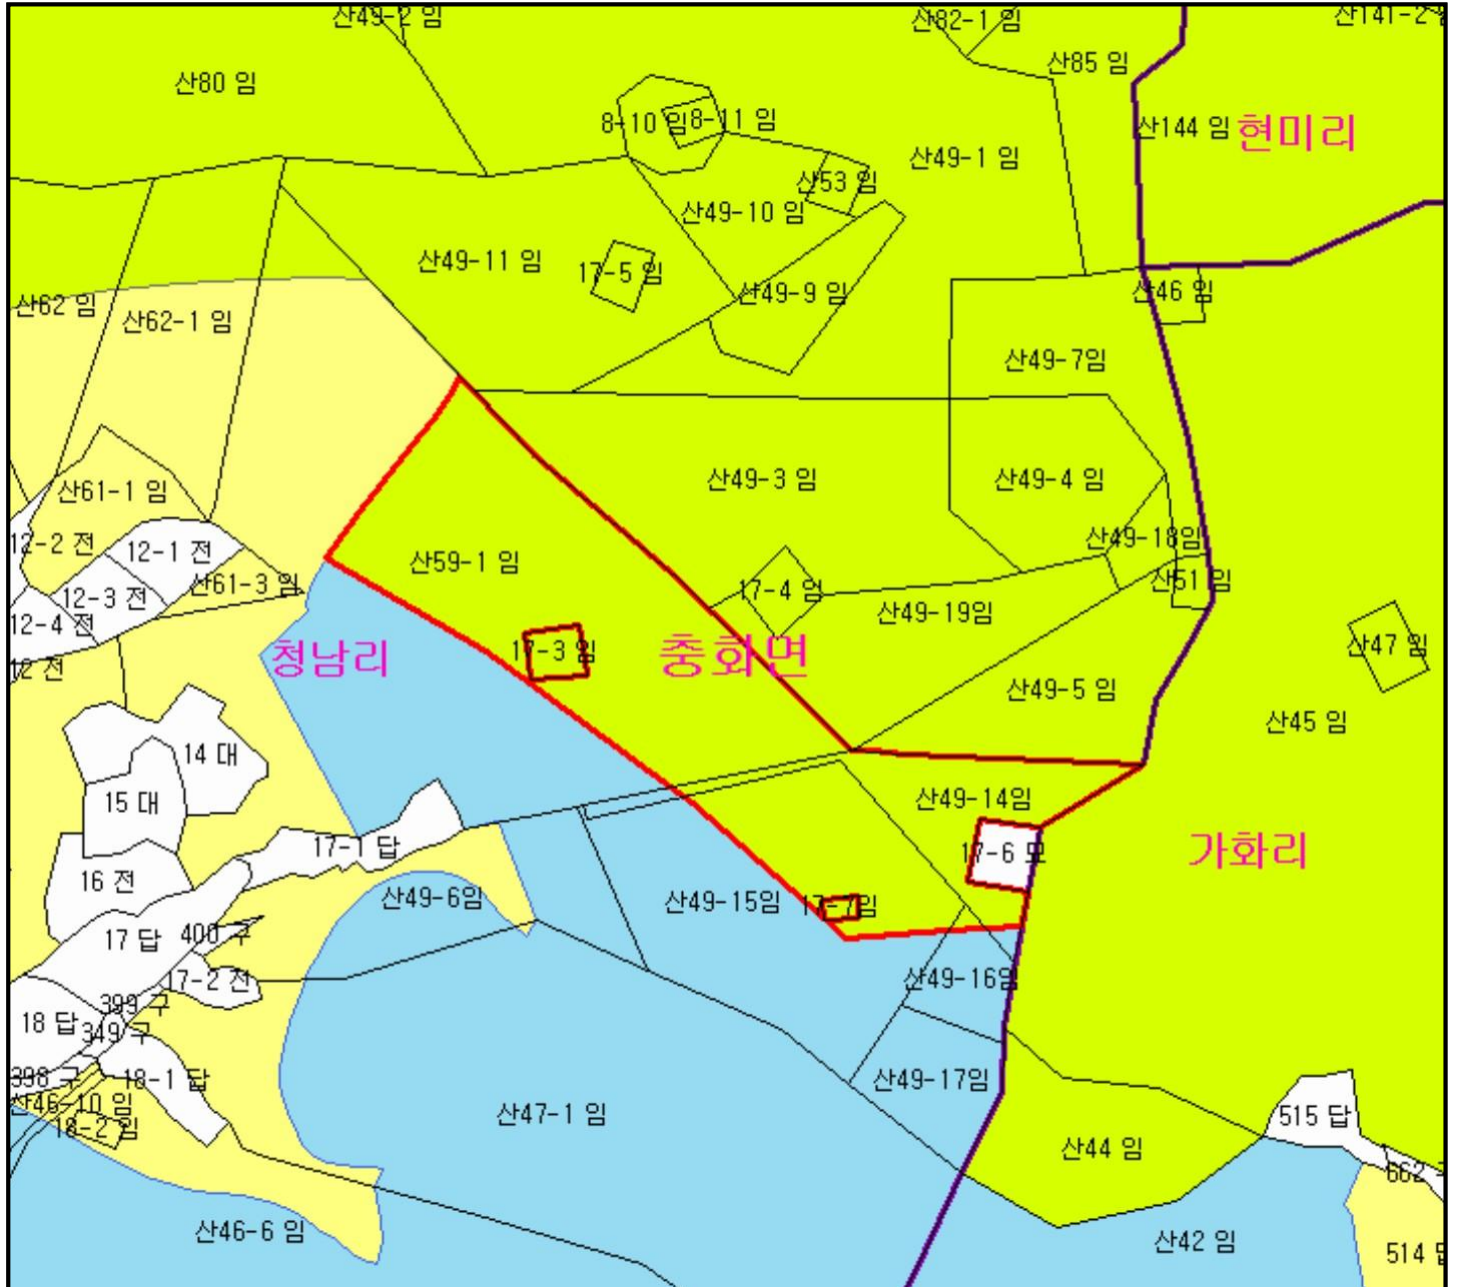 산49-2 임
산82-1 임
산141-2
산80 임
산85 임
8-10 임
8-11 임
산144 임
현미리
산49-1 임
산53 임
산49-10 임
산49-11 임
17-5 임
산49-9 임
산46 임
산62 임
산62-1 임
산49-7임
산49-3 임
산49-4 임
산61-1 임
12-2 전
12-1 전
산59-1 임
산49-18임
산61-3 임
17-4 임
산51 임
12-3 전
산49-19임
12-4 전
청남리
17-3 임
충화면
산47 임
12 전
산49-5 임
산45 임
14 대
15 대
산49-14임
17-1 답
17-6 묘
가화리
16 전
산49-6임
산49-15임
17-7임
17 답
400 구
17-2 전
산49-16임
399 구
18 답
349 구
398 구
18-1 답
산49-17임
산46-10 임
18-2 임
산47-1 임
515 답
산44 임
662
산46-6 임
산42 임
514 답